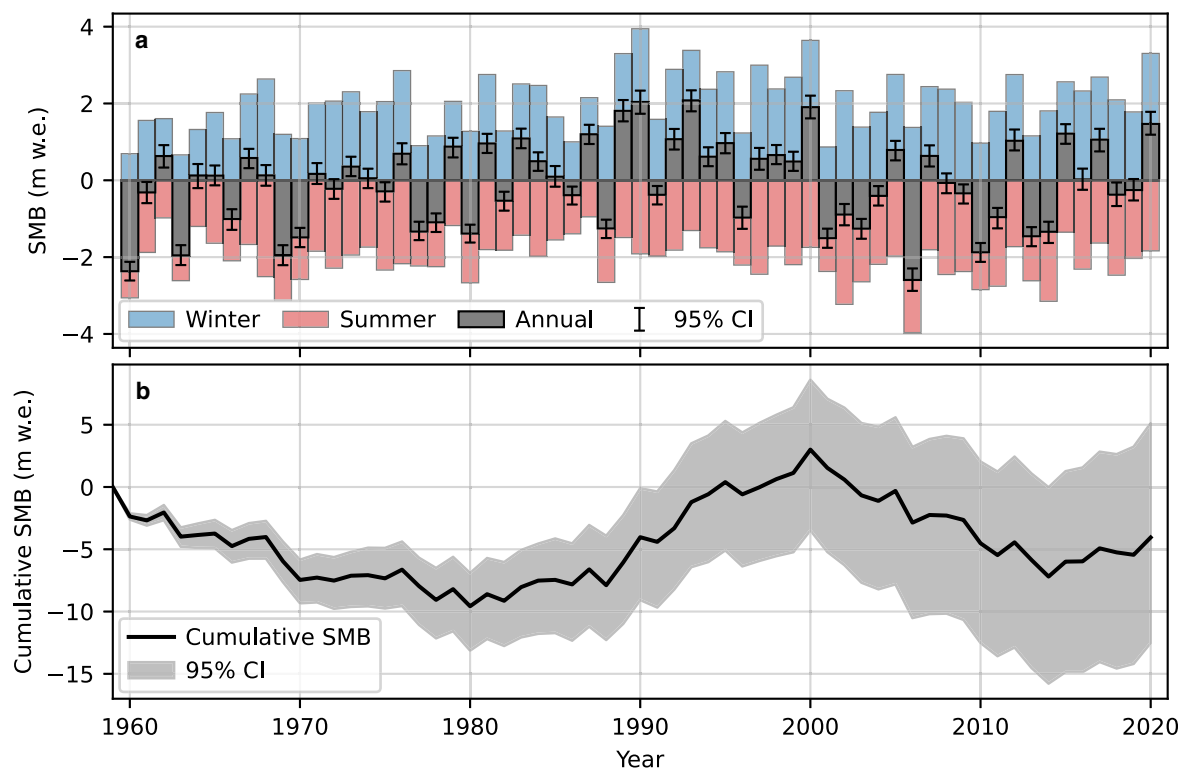 a
4
2
0
−2
−4
SMB (m w.e.)
Winter Summer Annual 95% CI
b
5
0
−5
−10
−15
Cumulative SMB (m w.e.)
Cumulative SMB
95% CI
1960 1970 1980 1990 2000 2010 2020
Year